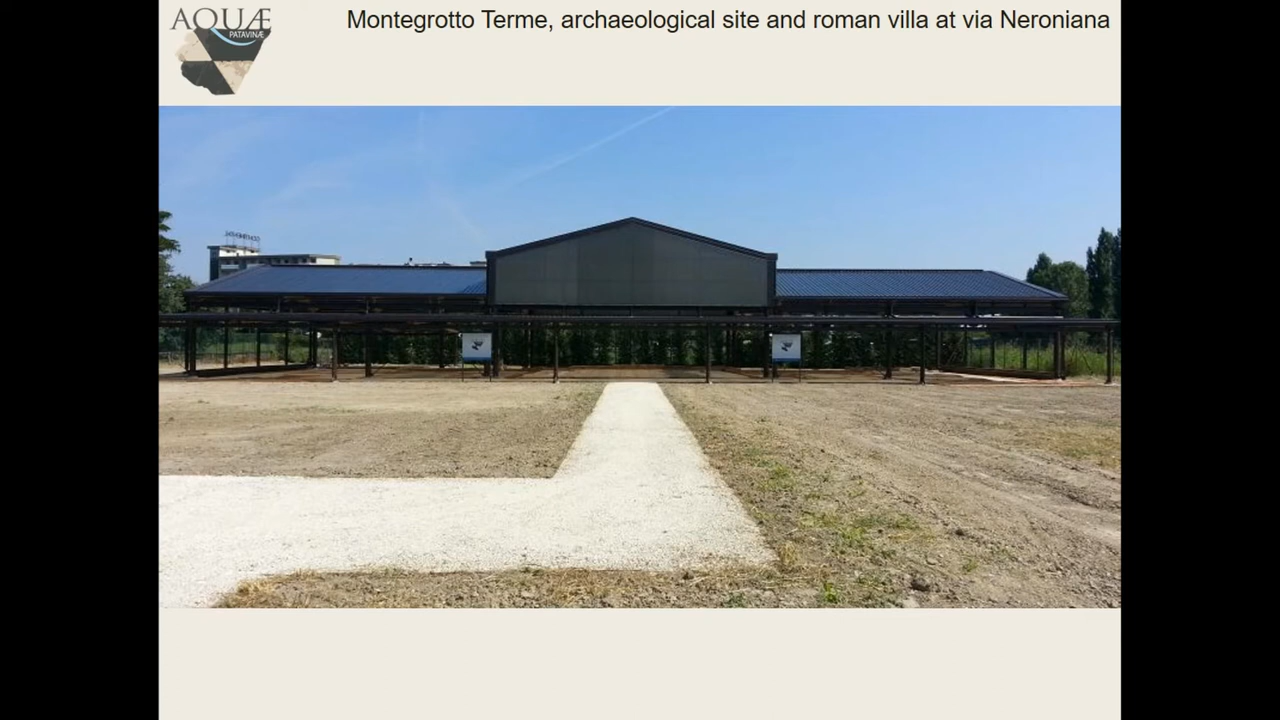 Montegrotto Terme, archaeological site and roman villa at via Neroniana
AQUÆ
PATAVINÆ